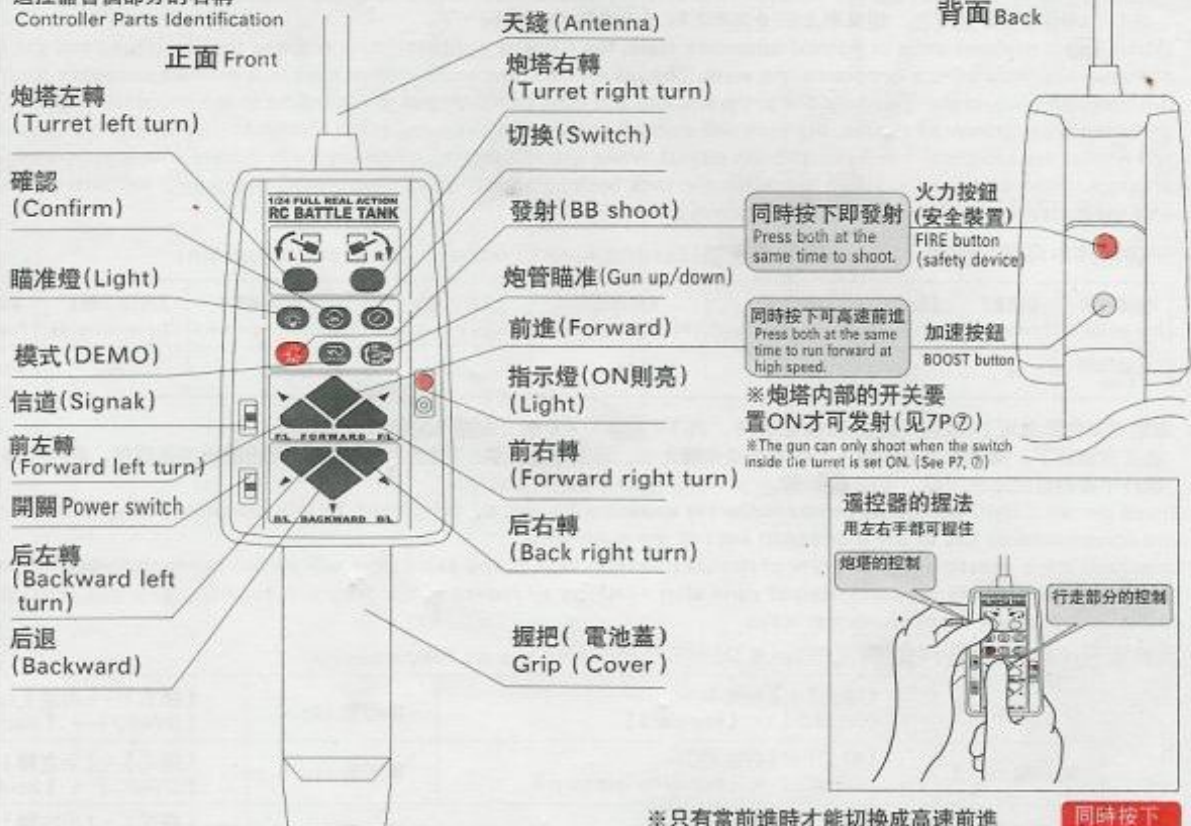 Controller Parts Identification
正面 Front
背面 Back
天綫 (Antenna)
炮塔左轉
(Turret left turn)
炮塔右轉
(Turret right turn)
切换(Switch)
確認
(Confirm)
發射(BB shoot)
瞄准燈(Light)
炮管瞄准(Gun up/down)
前進(Forward)
模式(DEMO)
指示燈(ON則亮)
(Light)
信道(Signak)
前左轉
(Forward left turn)
前右轉
(Forward right turn)
開關 Power switch
后左轉
(Backward left
turn)
后右轉
(Back right turn)
后退
(Backward)
握把( 電池蓋)
Grip ( Cover )
1/24 FULL REAL ACTION
RC BATTLE TANK
L
R
F/L FORWARD F/L
B/L BACKWARD B/L
同時按下即發射
Press both at the
same time to shoot.
火力按鈕
(安全裝置)
FIRE button
(safety device)
同時按下可高速前進
Press both at the same
time to run forward at
high speed.
加速按鈕
BOOST button
※炮塔内部的开关要
置ON才可发射(见7P⑦)
※The gun can only shoot when the switch
inside the turret is set ON. (See P7, ⑦)
遥控器的握法
用左右手都可握住
炮塔的控制
行走部分的控制
※只有當前進時才能切换成高速前進
同時按下